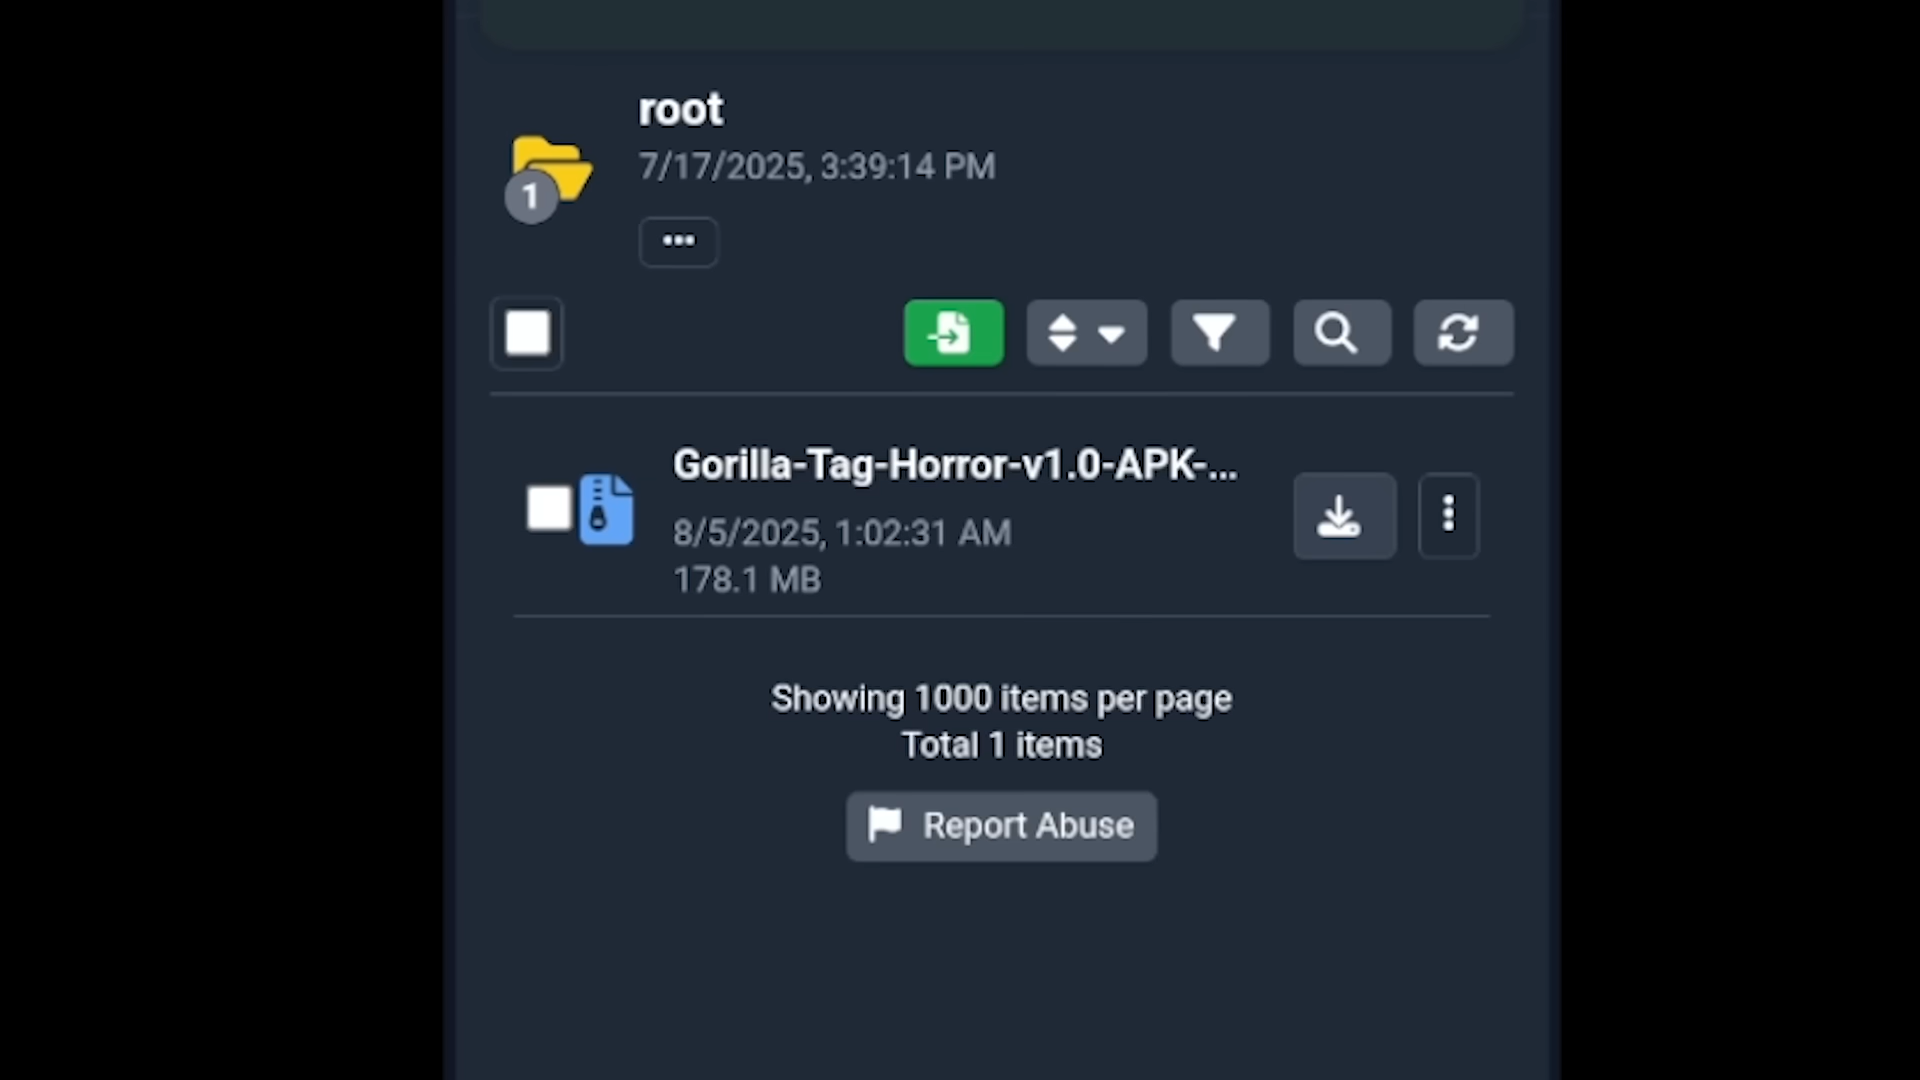 root
7/17/2025, 3:39:14 PM
1
Gorilla-Tag-Horror-v1.0-APK-...
8/5/2025, 1:02:31 AM
178.1 MB
Showing 1000 items per page
Total 1 items
Report Abuse